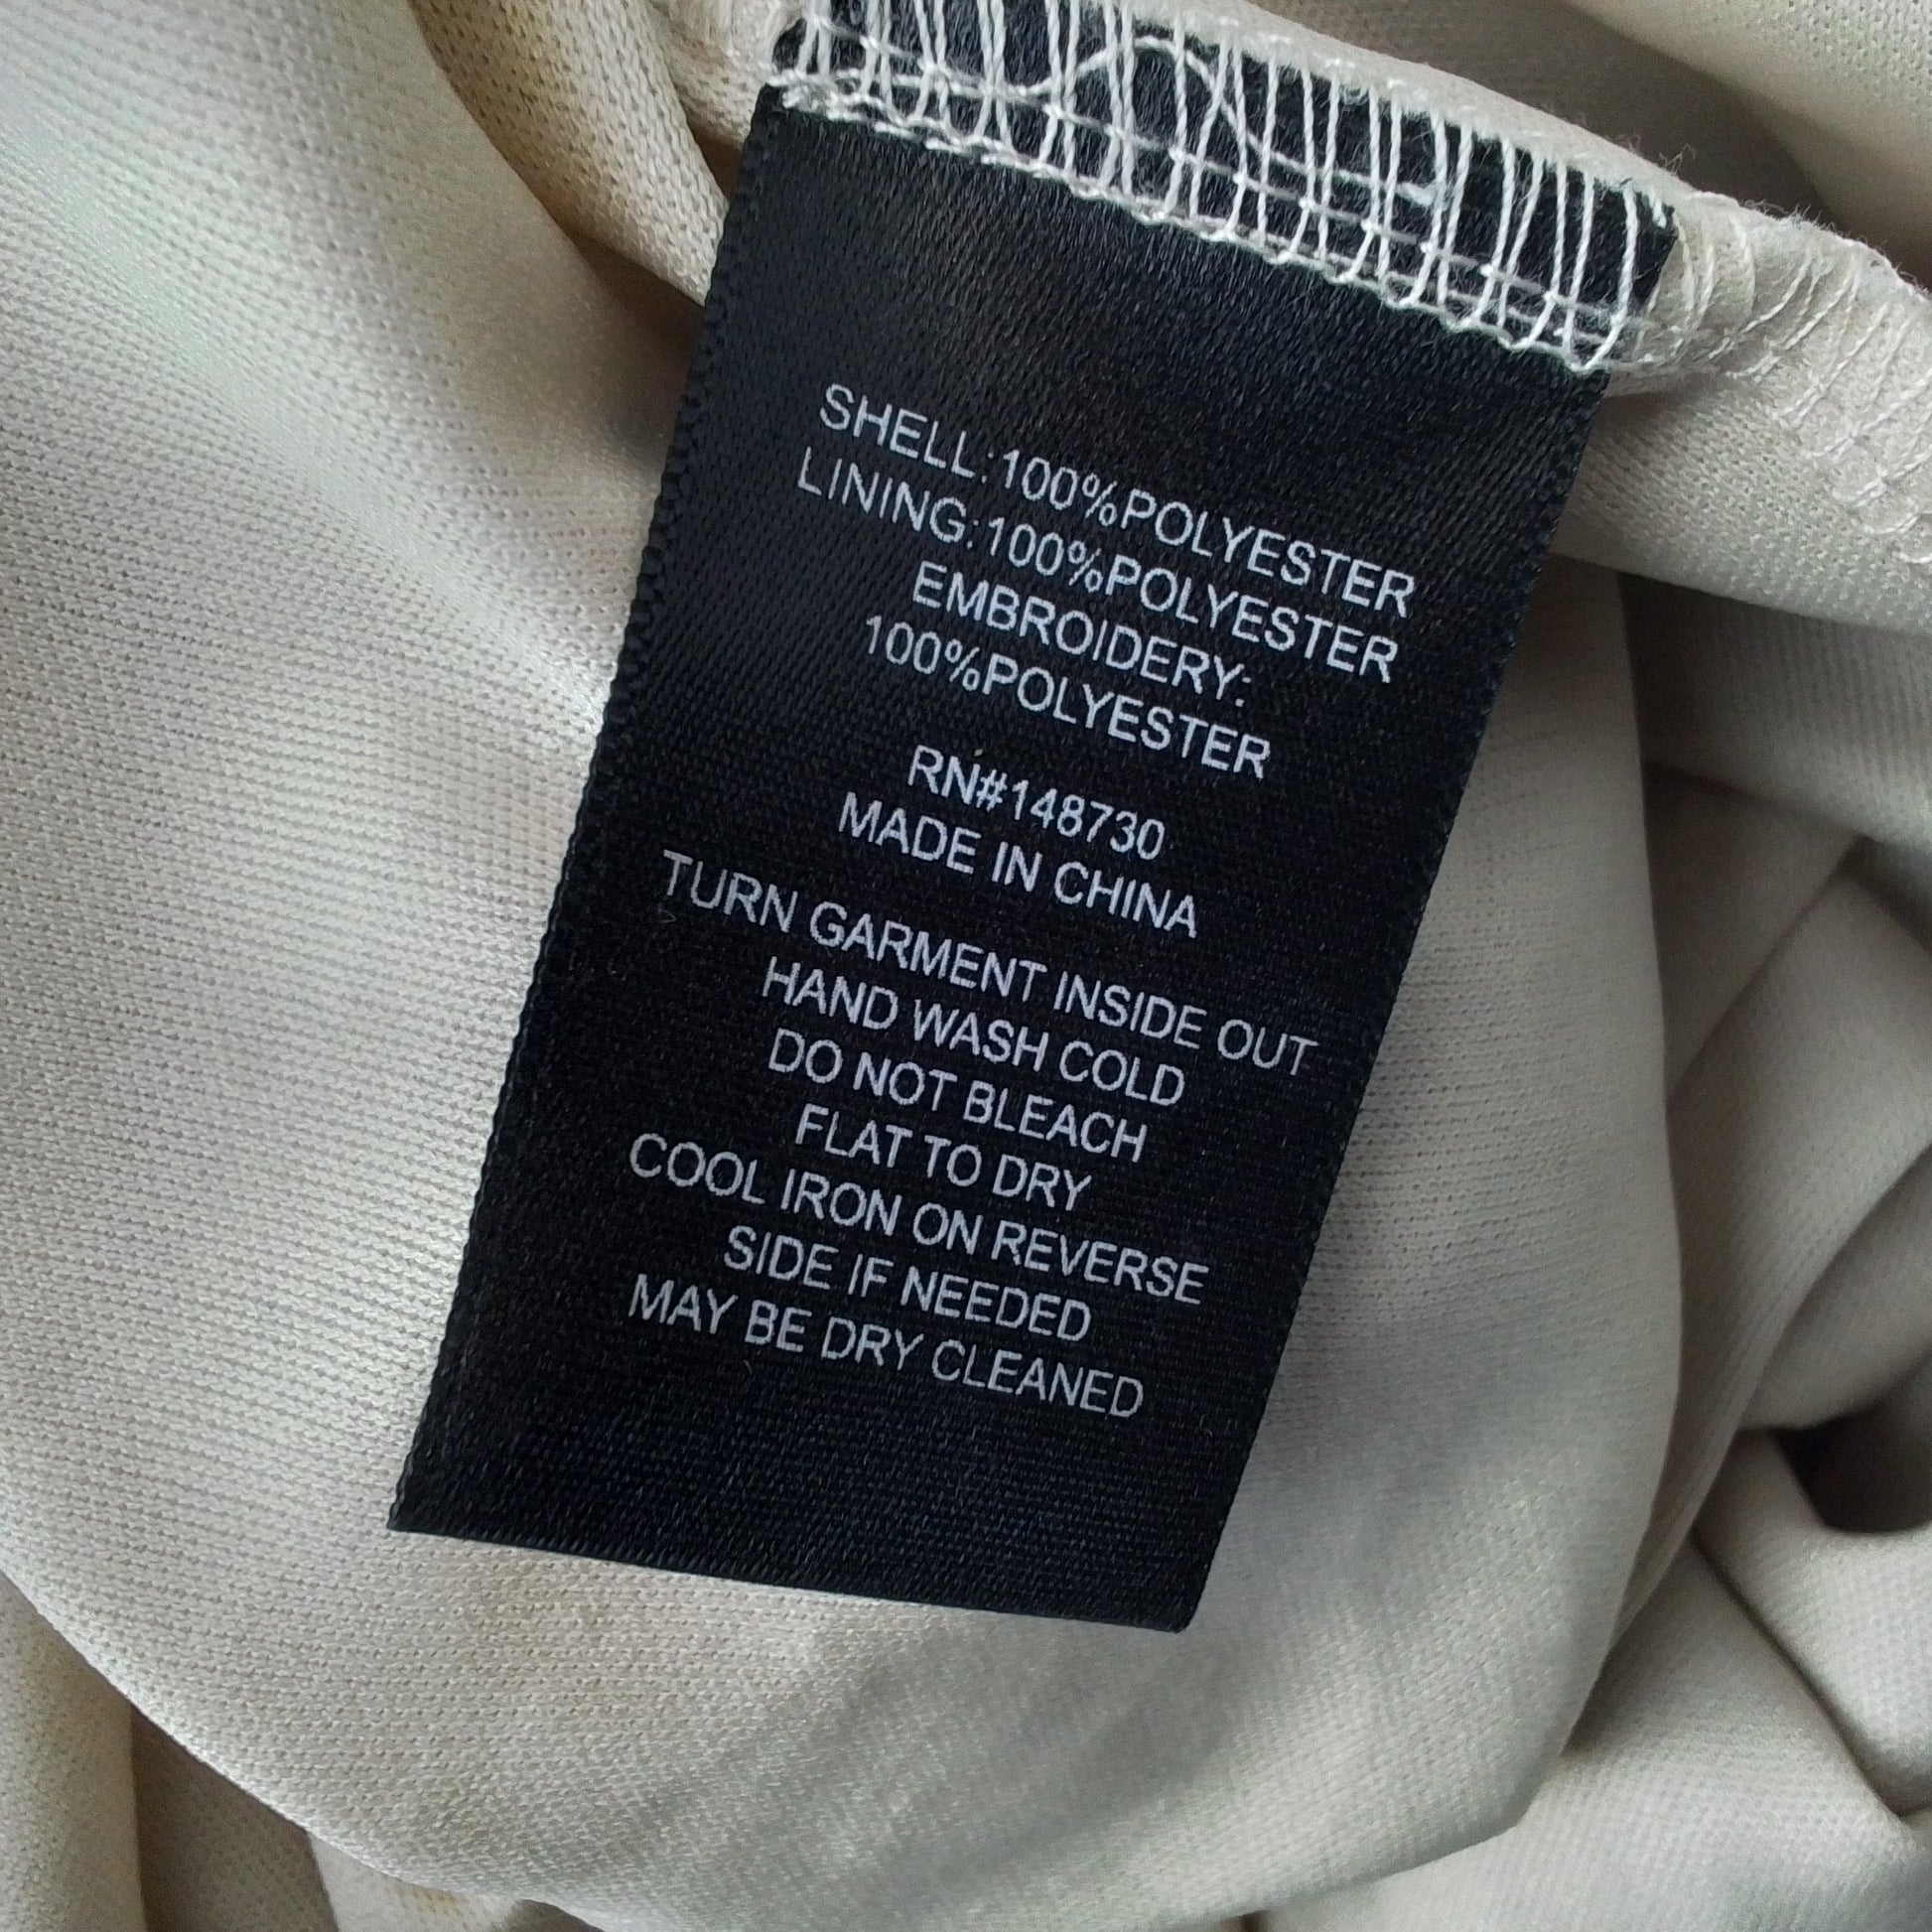 SHELL:100%POLYESTER
LINING:100%POLYESTER
EMBROIDERY:
100%POLYESTER
RN#148730
MADE IN CHINA
TURN GARMENT INSIDE OUT
HAND WASH COLD
DO NOT BLEACH
FLAT TO DRY
COOL IRON ON REVERSE
SIDE IF NEEDED
MAY BE DRY CLEANED